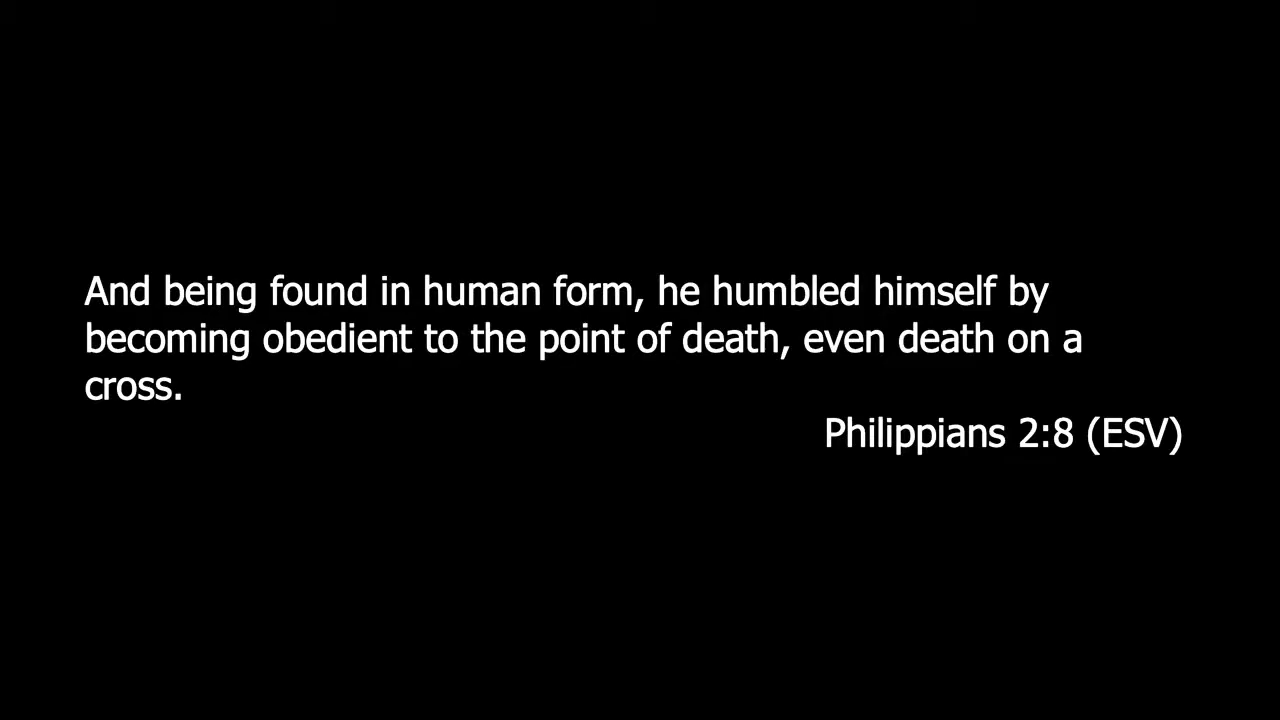 And being found in human form, he humbled himself by
becoming obedient to the point of death, even death on a
cross.
Philippians 2:8 (ESV)